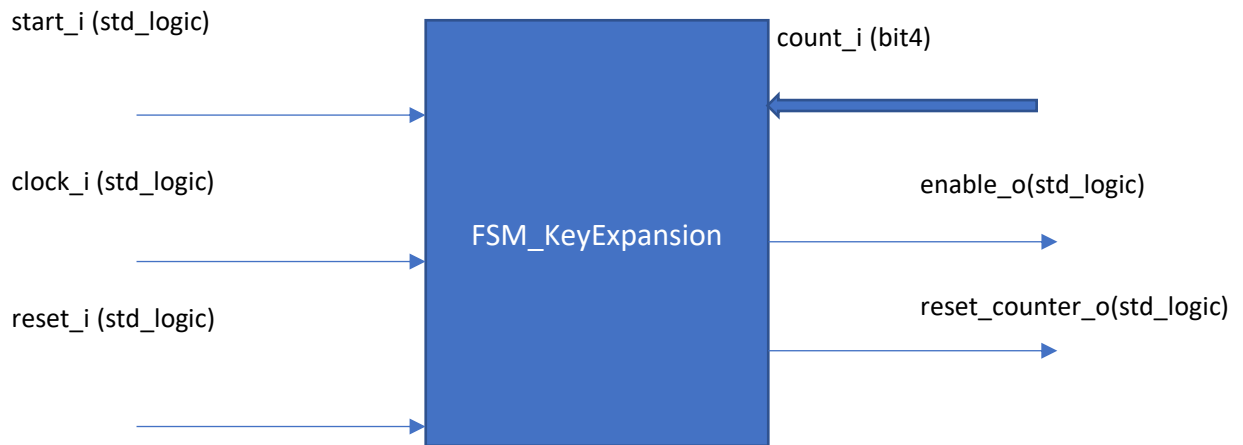 start_i (std_logic)
count_i (bit4)
clock_i (std_logic)
enable_o(std_logic)
FSM_KeyExpansion
reset_i (std_logic)
reset_counter_o(std_logic)